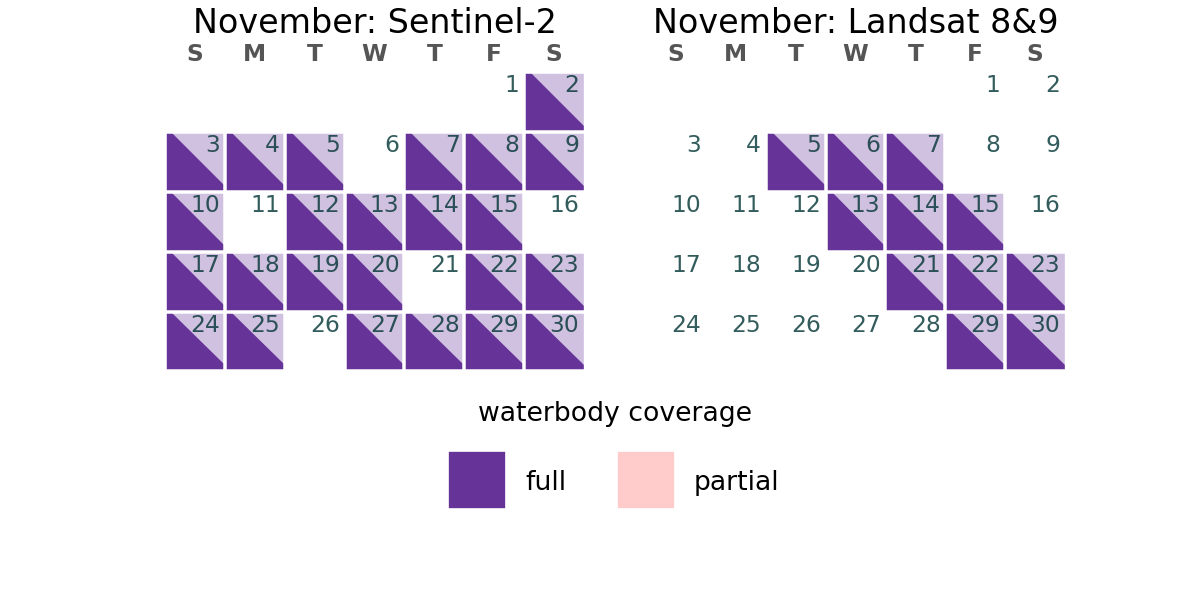 November: Sentinel-2
S M T W T F S
1 2
3 4 5 6 7 8 9
10 11 12 13 14 15 16
17 18 19 20 21 22 23
24 25 26 27 28 29 30
November: Landsat 8&9
S M T W T F S
1 2
3 4 5 6 7 8 9
10 11 12 13 14 15 16
17 18 19 20 21 22 23
24 25 26 27 28 29 30
waterbody coverage
full partial